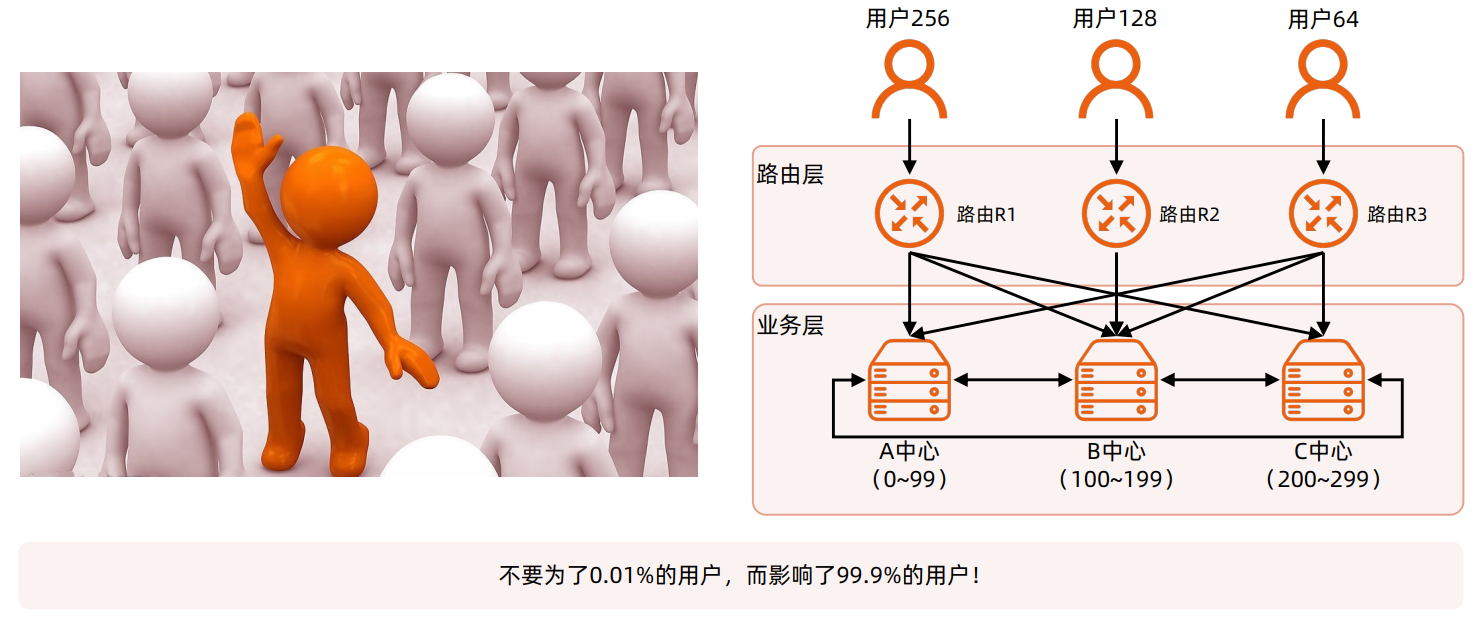 用户256
用户128
用户64
路由层
路由R1
路由R2
路由R3
业务层
A中心
(0~99)
B中心
(100~199)
C中心
(200~299)
不要为了0.01%的用户，而影响了99.9%的用户！